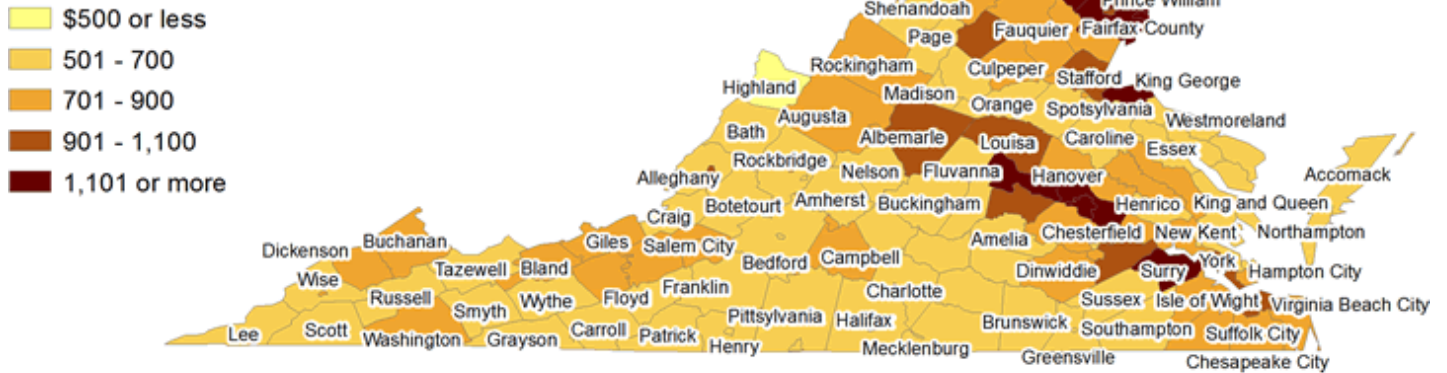 $500 or less
501 - 700
701 - 900
901 - 1,100
1,101 or more
Prince William
Shenandoah
Fauquier
Fairfax County
Page
Rockingham
Culpeper
Stafford
King George
Highland
Madison
Orange
Spotsylvania
Augusta
Westmoreland
Bath
Albemarle
Louisa
Caroline
Essex
Rockbridge
Nelson
Fluvanna
Hanover
Accomack
Alleghany
Botetourt
Amherst
Buckingham
Henrico
King and Queen
Craig
Dickenson
Buchanan
Giles
Salem City
Amelia
Chesterfield
New Kent
Northampton
Wise
Tazewell
Bland
Bedford
Campbell
Dinwiddie
Surry
York
Hampton City
Russell
Smyth
Wythe
Floyd
Franklin
Charlotte
Sussex
Isle of Wight
Virginia Beach City
Lee
Scott
Washington
Grayson
Carroll
Patrick
Henry
Pittsylvania
Halifax
Mecklenburg
Brunswick
Southampton
Suffolk City
Greensville
Chesapeake City